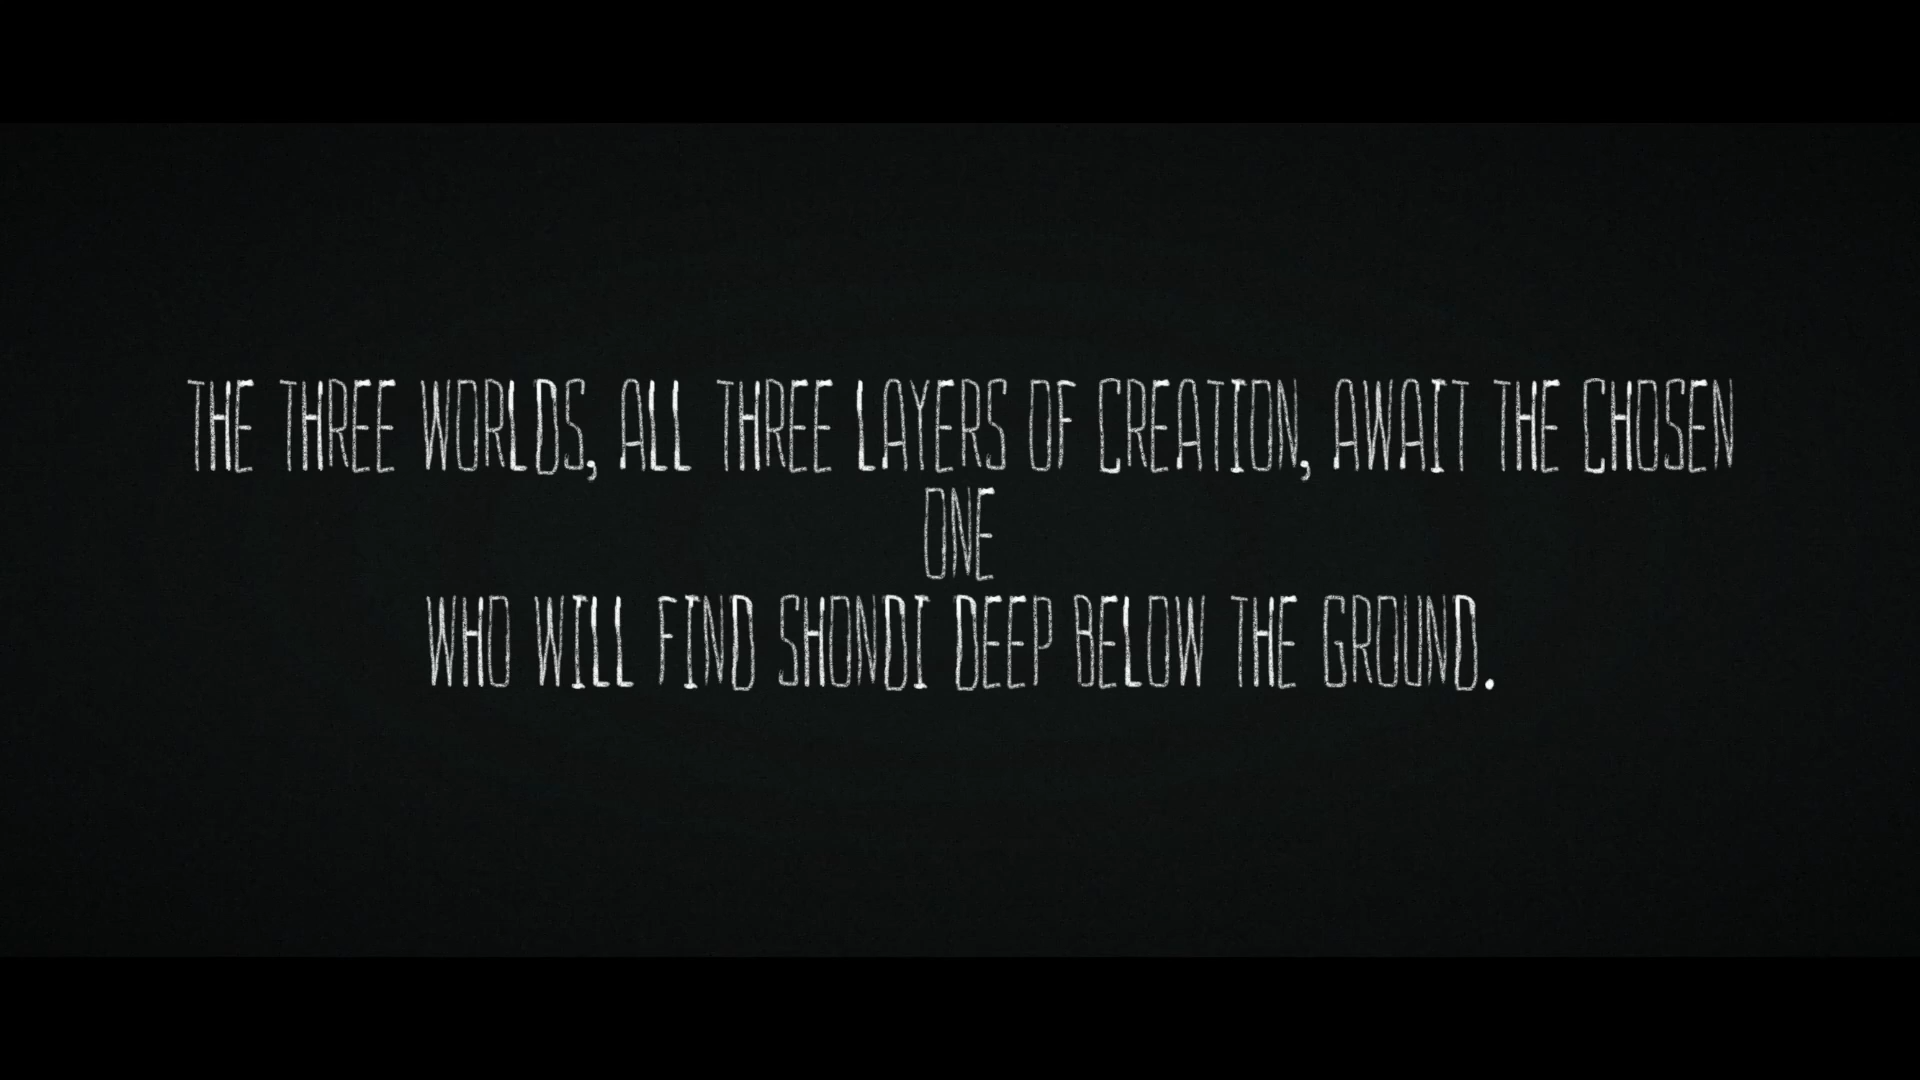 THE THREE WORLDS, ALL THREE LAYERS OF CREATION, AWAIT THE CHOSEN
ONE
WHO WILL FIND SHONDI DEEP BELOW THE GROUND.